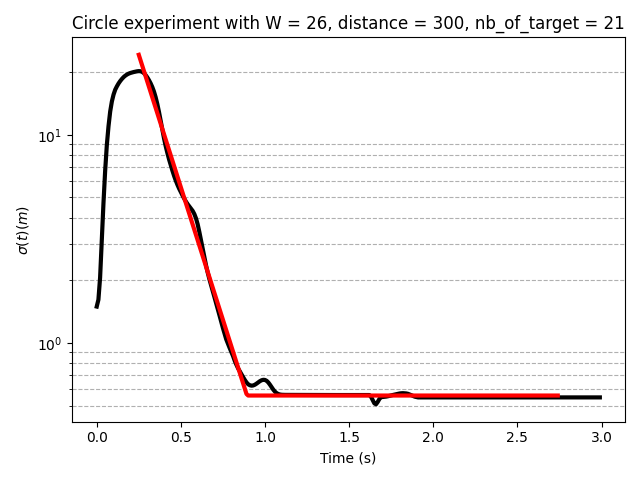 Circle experiment with W = 26, distance = 300, nb_of_target = 21
σ(t)(m)
10¹
10⁰
0.0 0.5 1.0 1.5 2.0 2.5 3.0
Time (s)